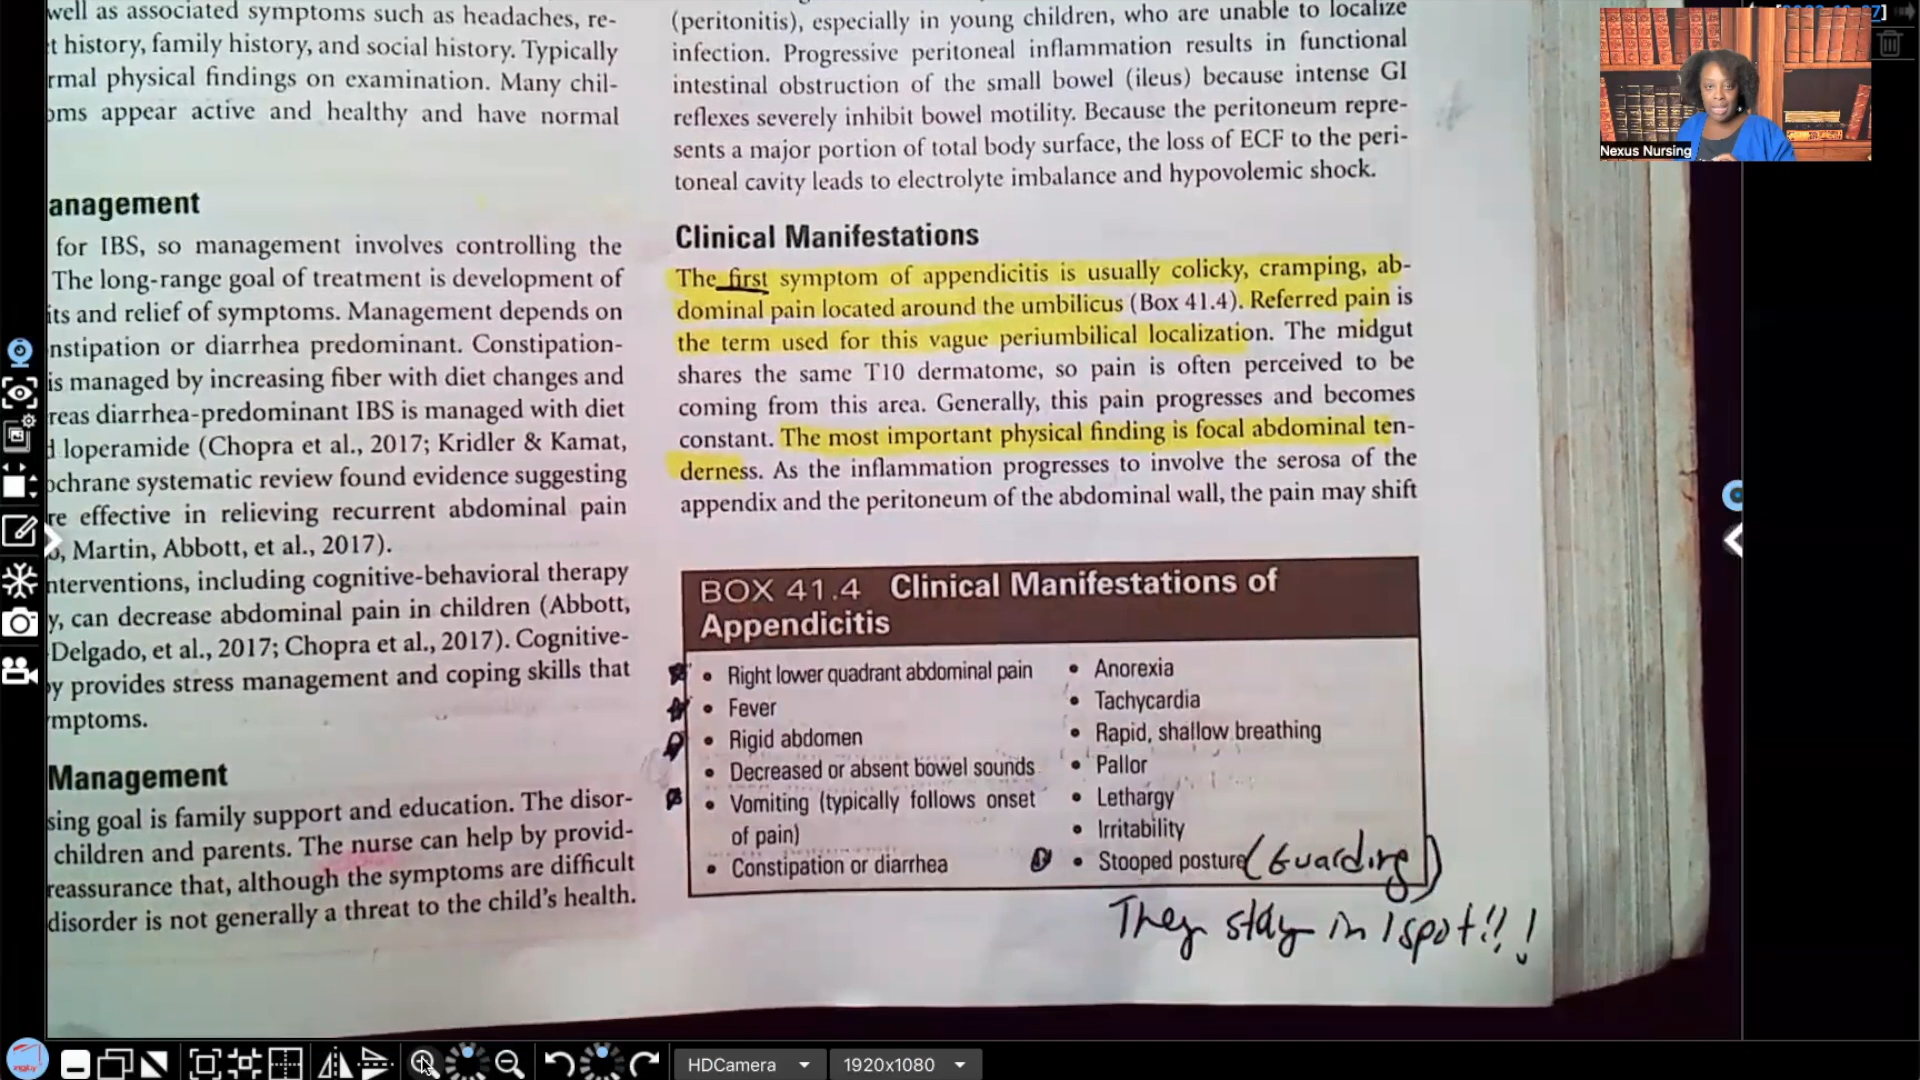 well as associated symptoms such as headaches, re-
t history, family history, and social history. Typically
rmal physical findings on examination. Many chil-
oms appear active and healthy and have normal
anagement
for IBS, so management involves controlling the
The long-range goal of treatment is development of
its and relief of symptoms. Management depends on
nstipation or diarrhea predominant. Constipation-
is managed by increasing fiber with diet changes and
reas diarrhea-predominant IBS is managed with diet
d loperamide (Chopra et al., 2017; Kridler & Kamat,
ochrane systematic review found evidence suggesting
re effective in relieving recurrent abdominal pain
o, Martin, Abbott, et al., 2017).
nterventions, including cognitive-behavioral therapy
y, can decrease abdominal pain in children (Abbott,
Delgado, et al., 2017; Chopra et al., 2017). Cognitive-
py provides stress management and coping skills that
mptoms.
Management
sing goal is family support and education. The disor-
children and parents. The nurse can help by provid-
reassurance that, although the symptoms are difficult
disorder is not generally a threat to the child's health.
(peritonitis), especially in young children, who are unable to localize
infection. Progressive peritoneal inflammation results in functional
intestinal obstruction of the small bowel (ileus) because intense GI
reflexes severely inhibit bowel motility. Because the peritoneum repre-
sents a major portion of total body surface, the loss of ECF to the peri-
toneal cavity leads to electrolyte imbalance and hypovolemic shock.
Clinical Manifestations
The first symptom of appendicitis is usually colicky, cramping, ab-
dominal pain located around the umbilicus (Box 41.4). Referred pain is
the term used for this vague periumbilical localization. The midgut
shares the same T10 dermatome, so pain is often perceived to be
coming from this area. Generally, this pain progresses and becomes
constant. The most important physical finding is focal abdominal ten-
derness. As the inflammation progresses to involve the serosa of the
appendix and the peritoneum of the abdominal wall, the pain may shift
BOX 41.4 Clinical Manifestations of
Appendicitis
• Right lower quadrant abdominal pain
• Fever
• Rigid abdomen
• Decreased or absent bowel sounds
• Vomiting (typically follows onset
of pain)
• Constipation or diarrhea
• Anorexia
• Tachycardia
• Rapid, shallow breathing
• Pallor
• Lethargy
• Irritability
• Stooped posture (Guarding)
They stay in 1 spot!!!
Nexus Nursing
HDCamera
1920x1080